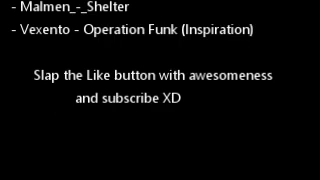 - Malmen_-_Shelter
- Vexento - Operation Funk (Inspiration)
Slap the Like button with awesomeness
and subscribe XD